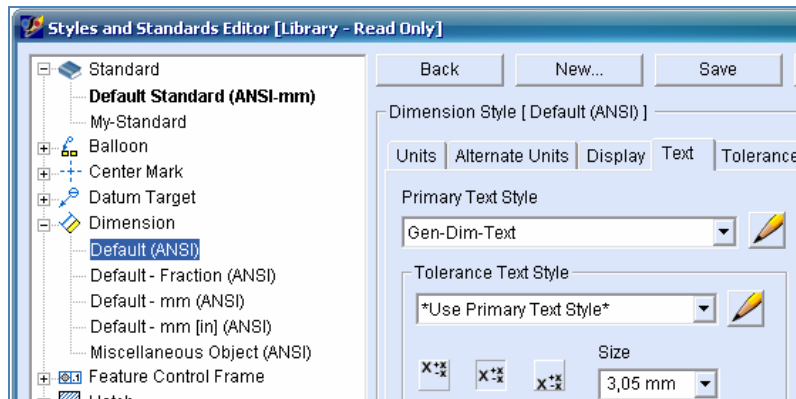 Styles and Standards Editor [Library - Read Only]
Standard
Default Standard (ANSI-mm)
My-Standard
Balloon
Center Mark
Datum Target
Dimension
Default (ANSI)
Default - Fraction (ANSI)
Default - mm (ANSI)
Default - mm [in] (ANSI)
Miscellaneous Object (ANSI)
Feature Control Frame
Hatch
Back New... Save
Dimension Style [ Default (ANSI) ]
Units Alternate Units Display Text Tolerance
Primary Text Style
Gen-Dim-Text
Tolerance Text Style
*Use Primary Text Style*
Size
3,05 mm